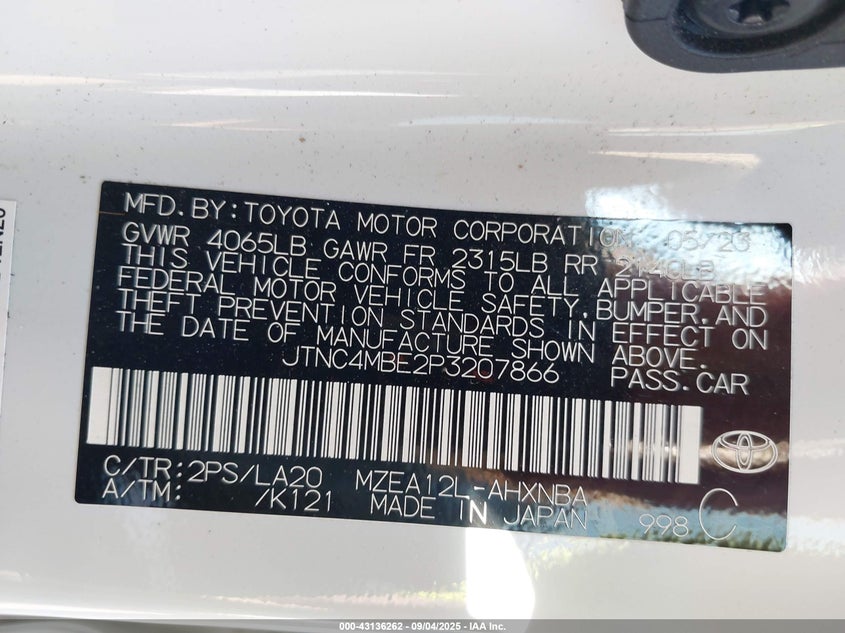 MFD.BY:TOYOTA MOTOR CORPORATION 05/23
GVWR 4065LB GAWR FR 2315LB RR 2140LB
THIS VEHICLE CONFORMS TO ALL APPLICABLE
FEDERAL MOTOR VEHICLE SAFETY,BUMPER,AND
THEFT PREVENTION STANDARDS IN EFFECT ON
THE DATE OF MANUFACTURE SHOWN ABOVE.
JTNC4MBE2P3207866 PASS.CAR
C/TR:2PS/LA20 MZEA12L-AHXNBA
A/TM: /K121 MADE IN JAPAN 998 C
000-43136262 - 09/04/2025 - IAA Inc.